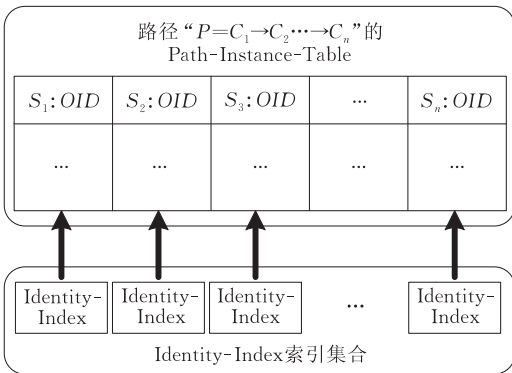 路径“P=C₁→C₂…→Cₙ”的
Path-Instance-Table
S₁:OID S₂:OID S₃:OID … Sₙ:OID
… … … … …
Identity- Identity- Identity- … Identity-
Index Index Index Index
Identity-Index索引集合